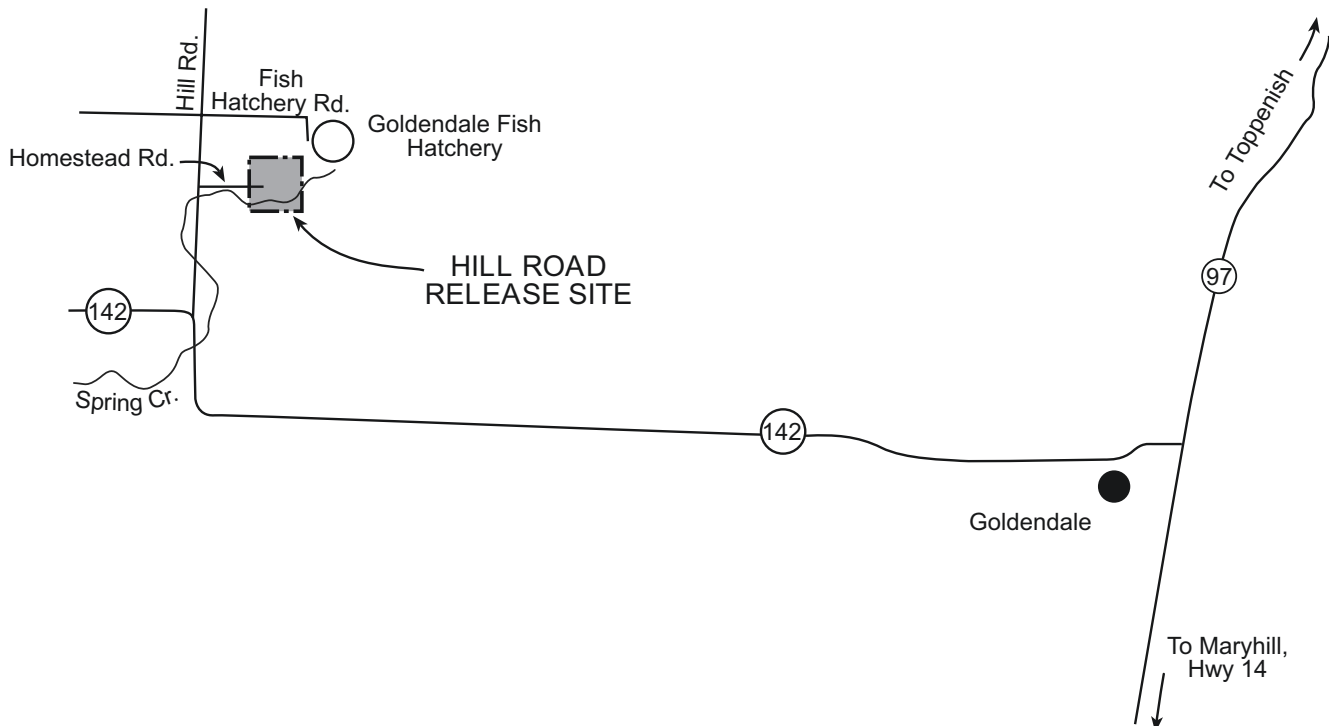 Hill Rd.
Fish
Hatchery Rd.
Goldendale Fish
Hatchery
Homestead Rd.
To Toppenish
HILL ROAD
RELEASE SITE
97
142
Spring Cr.
142
Goldendale
To Maryhill,
Hwy 14